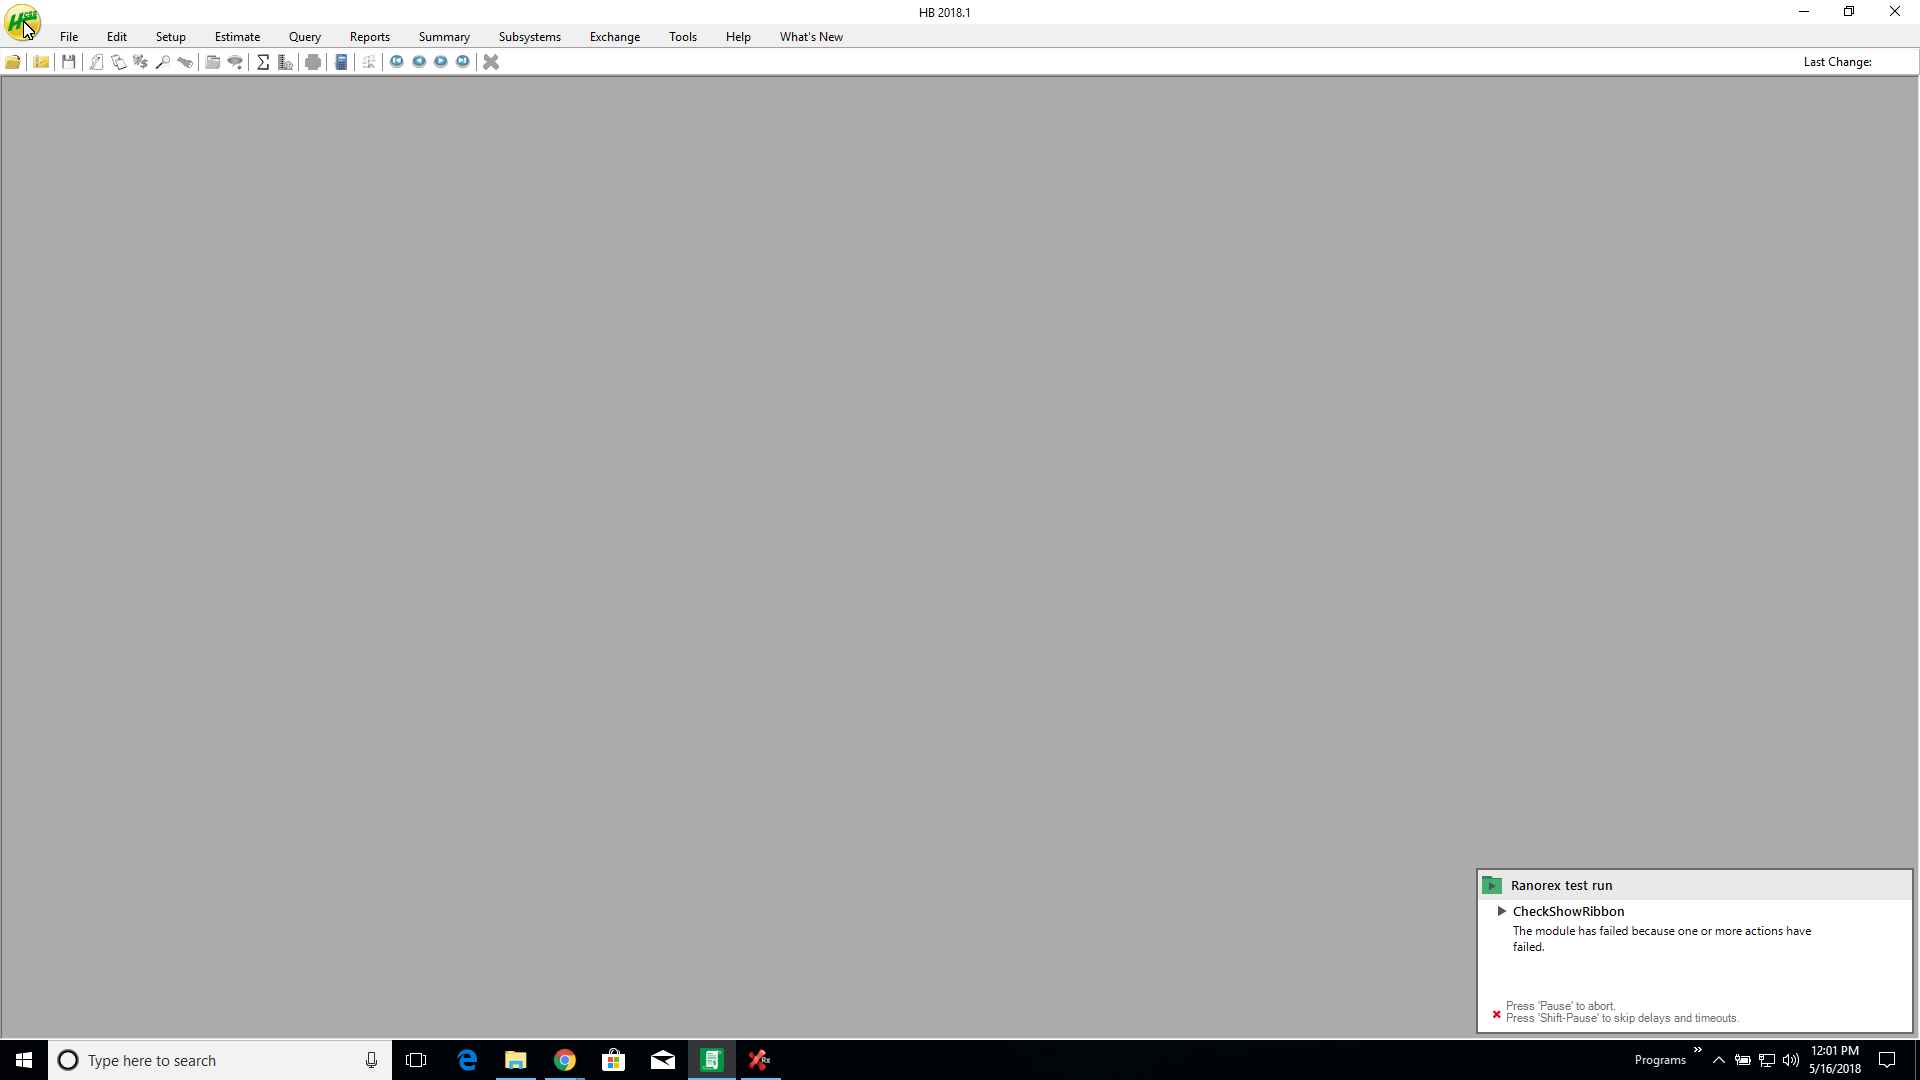 HB 2018.1
File Edit Setup Estimate Query Reports Summary Subsystems Exchange Tools Help What's New
Last Change:
Ranorex test run
CheckShowRibbon
The module has failed because one or more actions have
failed.
Press 'Pause' to abort.
Press 'Shift-Pause' to skip delays and timeouts.
Type here to search
Programs
12:01 PM
5/16/2018